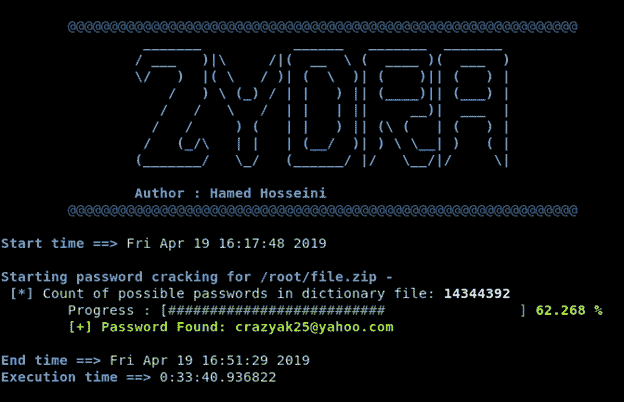 @@@@@@@@@@@@@@@@@@@@@@@@@@@@@@@@@@@@@@@@@@@@@@@@@@@@@@@@@@@@@
ZYDRA
Author : Hamed Hosseini
@@@@@@@@@@@@@@@@@@@@@@@@@@@@@@@@@@@@@@@@@@@@@@@@@@@@@@@@@@@@@
Start time ==> Fri Apr 19 16:17:48 2019
Starting password cracking for /root/file.zip -
[*] Count of possible passwords in dictionary file: 14344392
Progress : [##########################                ] 62.268 %
[+] Password Found: crazyak25@yahoo.com
End time ==> Fri Apr 19 16:51:29 2019
Execution time ==> 0:33:40.936822